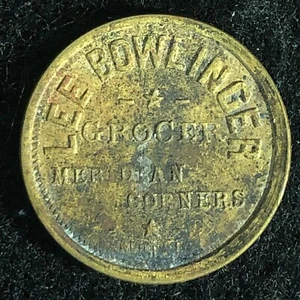 LEE BOWLINGER
GROCER
MERIDIAN
CORNERS